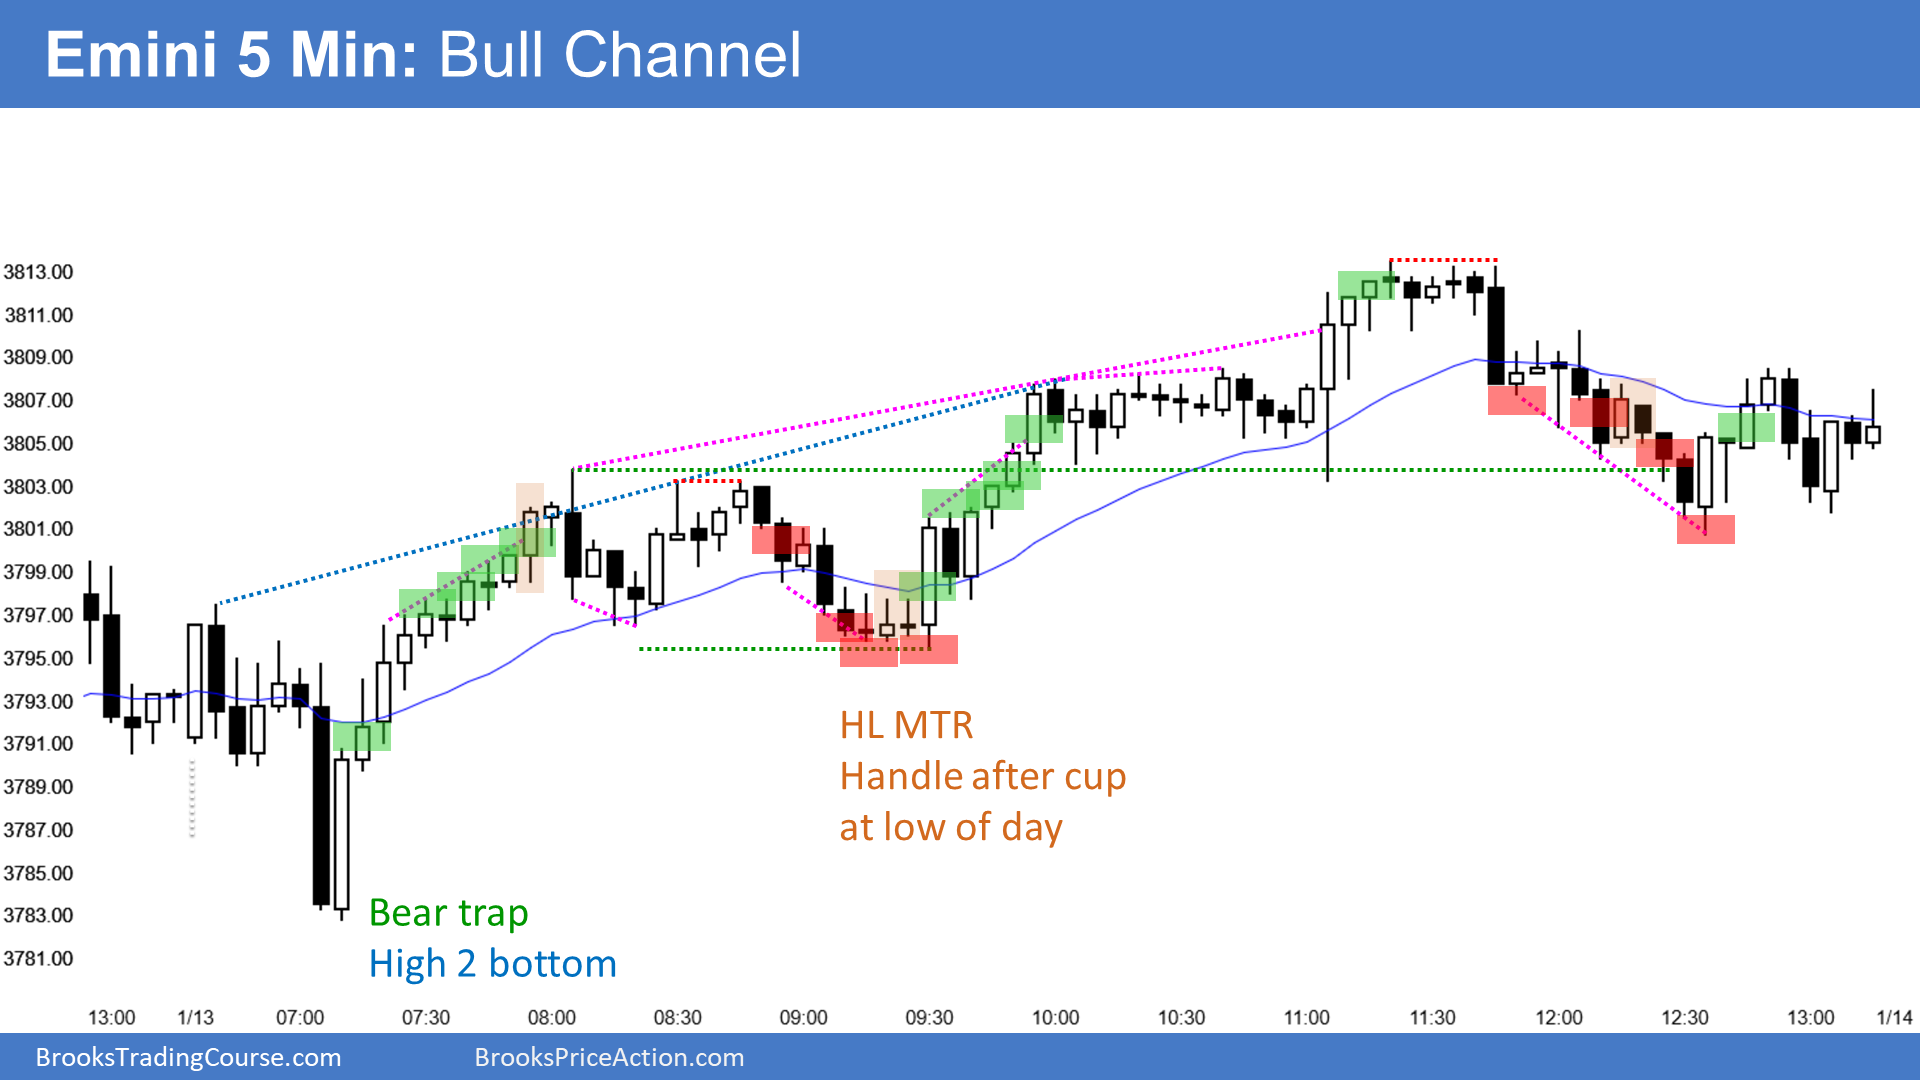 Emini 5 Min: Bull Channel
3813.00
3811.00
3809.00
3807.00
3805.00
3803.00
3801.00
3799.00
3797.00
3795.00
3793.00
3791.00
3789.00
3787.00
3785.00
3783.00
3781.00
HL MTR
Handle after cup
at low of day
Bear trap
High 2 bottom
13:00 1/13 07:00 07:30 08:00 08:30 09:00 09:30 10:00 10:30 11:00 11:30 12:00 12:30 13:00 1/14
BrooksTradingCourse.com BrooksPriceAction.com